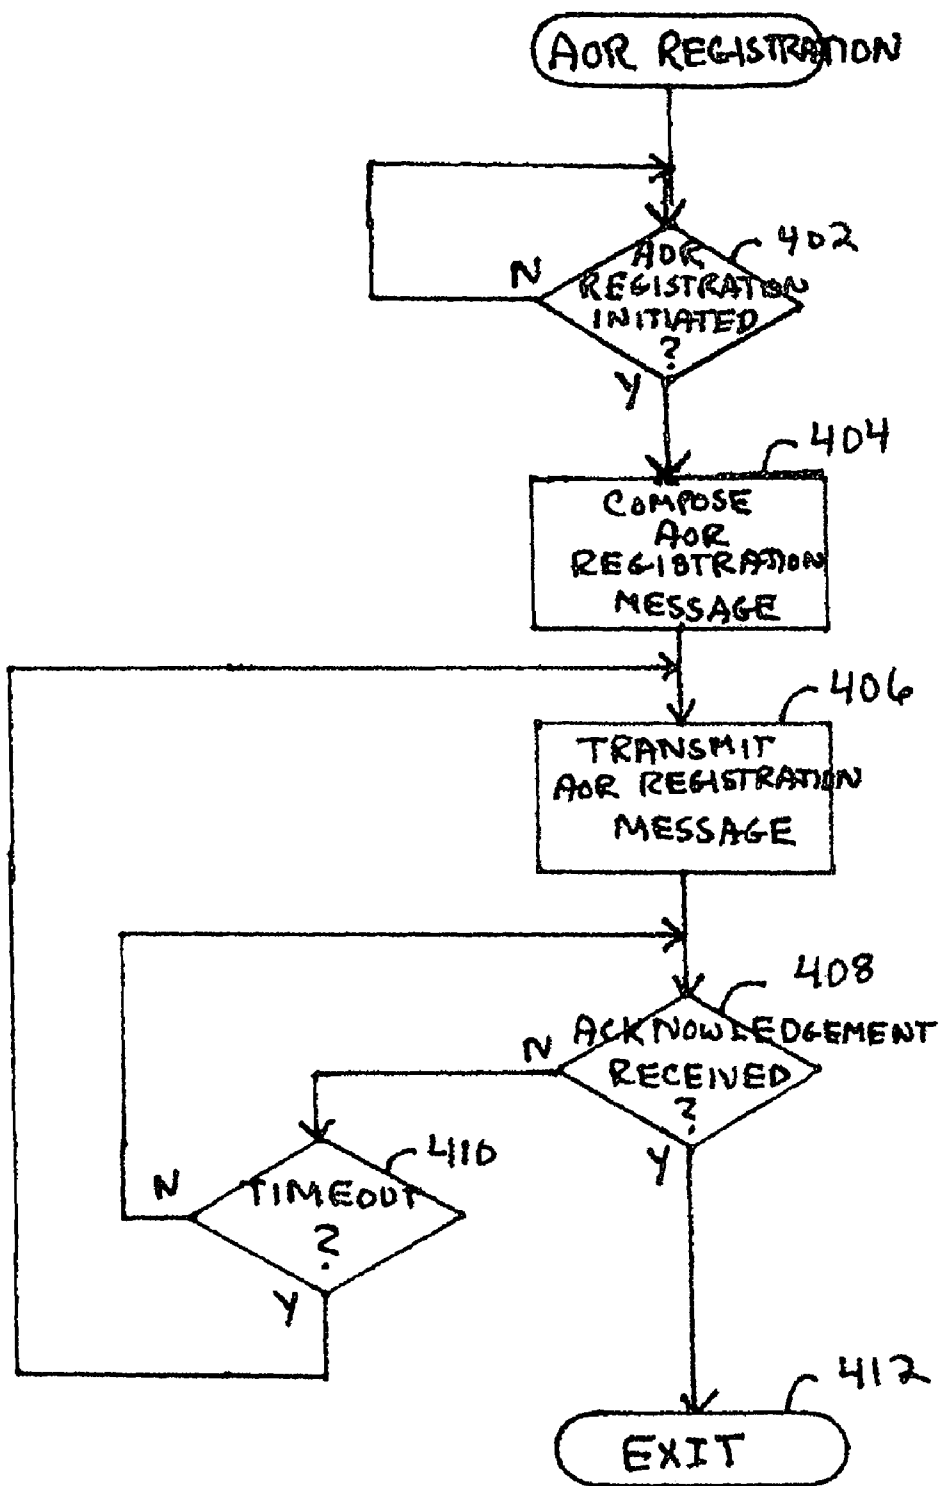 AOR REGISTRATION
402
AOR
REGISTRATION
INITIATED
?
N
Y
404
COMPOSE
AOR
REGISTRATION
MESSAGE
406
TRANSMIT
AOR REGISTRATION
MESSAGE
408
ACKNOWLEDGEMENT
RECEIVED
?
N
Y
410
TIMEOUT
?
N
Y
412
EXIT